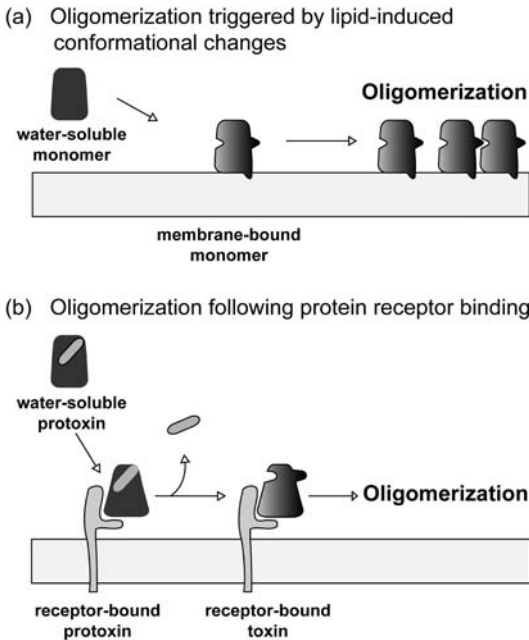 (a) Oligomerization triggered by lipid-induced
conformational changes
Oligomerization
water-soluble
monomer
membrane-bound
monomer
(b) Oligomerization following protein receptor binding
water-soluble
protoxin
Oligomerization
receptor-bound
protoxin
receptor-bound
toxin